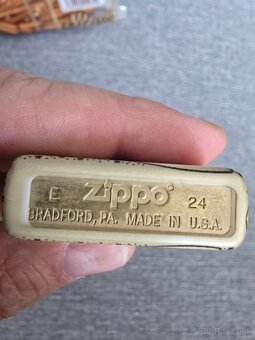 E Zippo® 24
BRADFORD, PA. MADE IN U.S.A.